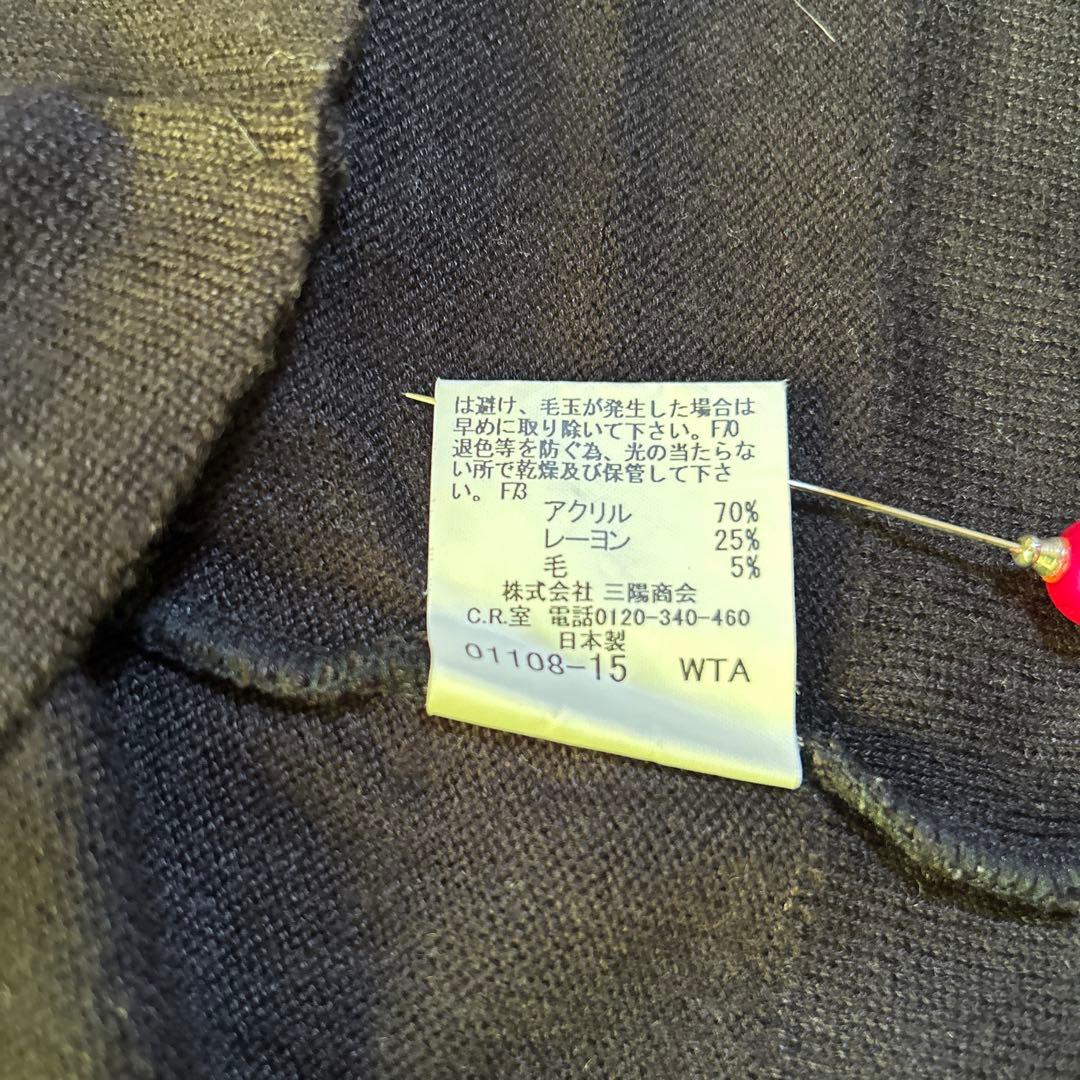 は避け、毛玉が発生した場合は
早めに取り除いて下さい。F70
退色等を防ぐ為、光の当たらな
い所で乾燥及び保管して下さ
い。 F73
アクリル 70%
レーヨン 25%
毛 5%
株式会社 三陽商会
C.R.室 電話0120-340-460
日本製
01108-15 WTA